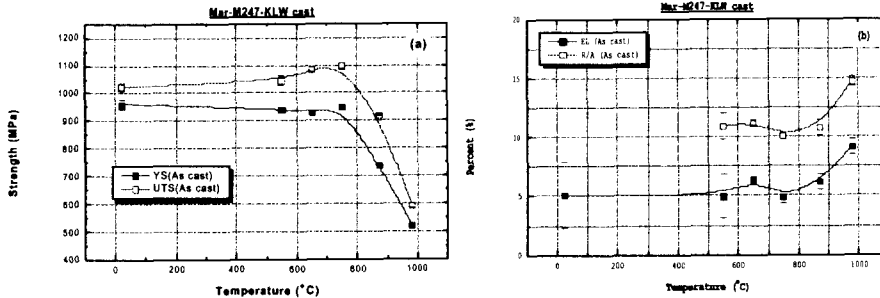 Mar-M247-KLW cast
(a)
1100
1000
900
800
700
600
500
400
Strength (MPa)
YS(As cast)
UTS(As cast)
0
200
400
600
800
1000
Temperature (°C)
Mar-M247-KLW cast
(b)
EL (As cast)
R/A (As cast)
20
15
10
5
0
Percent (%)
0
200
400
600
800
1000
Temperature (°C)